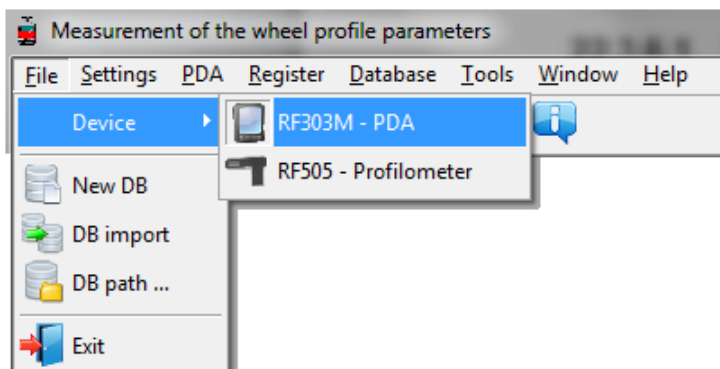 Measurement of the wheel profile parameters
File Settings PDA Register Database Tools Window Help
Device
RF303M - PDA
RF505 - Profilometer
New DB
DB import
DB path ...
Exit